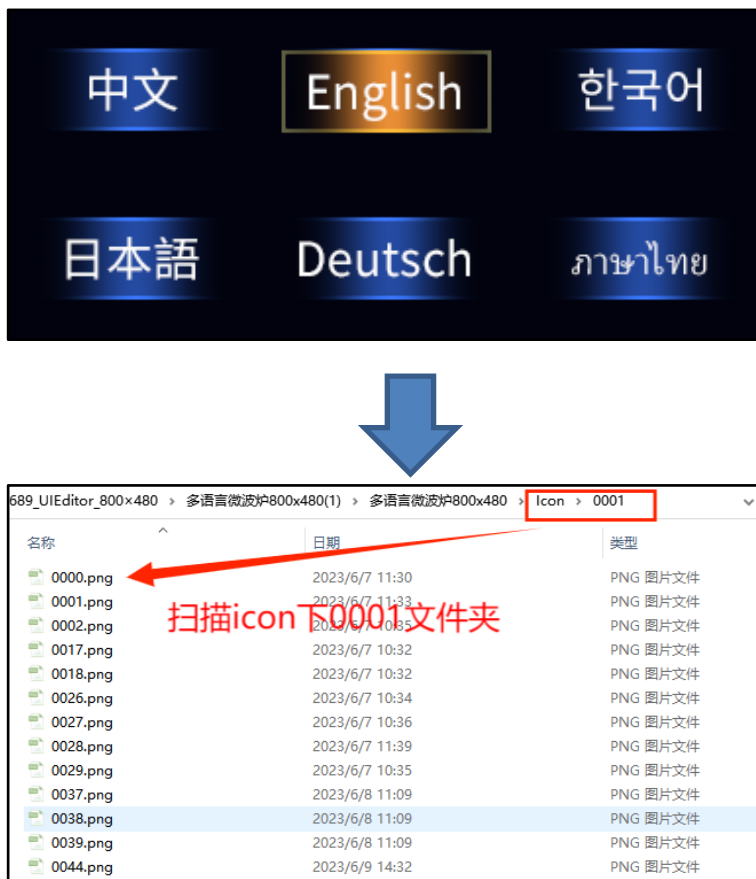 中文 English 한국어
日本語 Deutsch ภาษาไทย
689_UIEditor_800×480 › 多语言微波炉800x480(1) › 多语言微波炉800x480 › Icon › 0001
名称 日期 类型
0000.png 2023/6/7 11:30 PNG 图片文件
0001.png 2023/6/7 11:33 PNG 图片文件
扫描icon下0001文件夹
0002.png 2023/6/7 10:35 PNG 图片文件
0017.png 2023/6/7 10:32 PNG 图片文件
0018.png 2023/6/7 10:32 PNG 图片文件
0026.png 2023/6/7 10:34 PNG 图片文件
0027.png 2023/6/7 10:36 PNG 图片文件
0028.png 2023/6/7 11:39 PNG 图片文件
0029.png 2023/6/7 10:35 PNG 图片文件
0037.png 2023/6/8 11:09 PNG 图片文件
0038.png 2023/6/8 11:09 PNG 图片文件
0039.png 2023/6/8 11:09 PNG 图片文件
0044.png 2023/6/9 14:32 PNG 图片文件